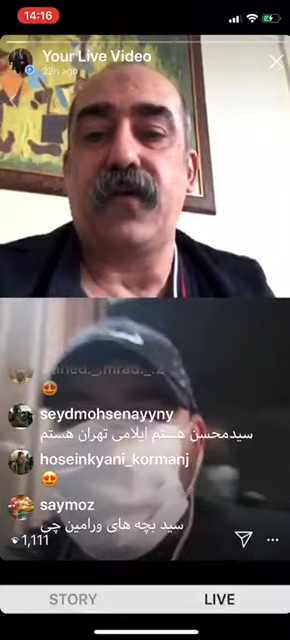 14:16
Your Live Video
22h ago
seydmohsenayyny
سیدمحسن هستم ایلامی تهران هستم
hoseinkyani_kormanj
😍
saymoz
سید بچه های ورامین چی
1,111
STORY
LIVE